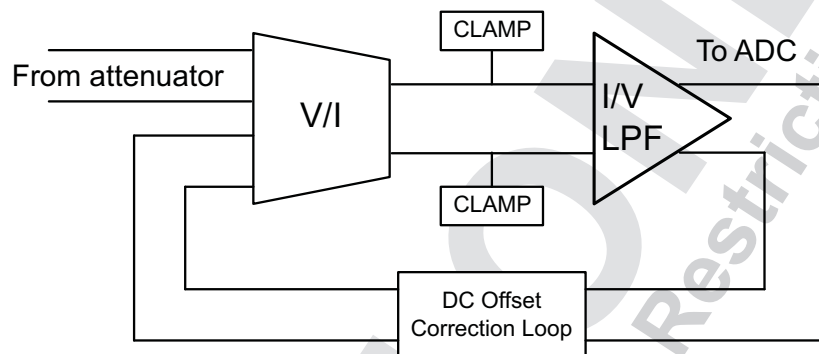 CLAMP
To ADC
From attenuator
V/I
I/V
LPF
CLAMP
DC Offset
Correction Loop